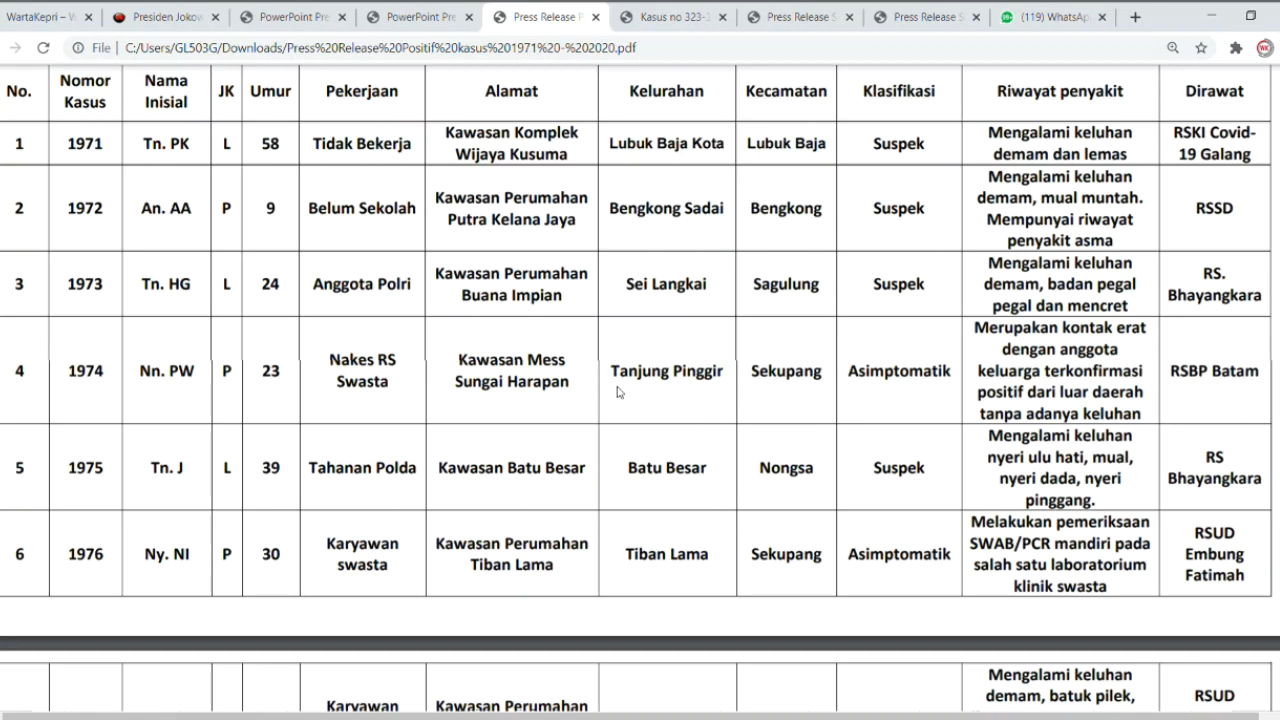 WartaKepri – W
Presiden Jokow
PowerPoint Pre
PowerPoint Pre
Press Release P
Kasus no 323-3
Press Release S
Press Release S
(119) WhatsAp
File | C:/Users/GL503G/Downloads/Press%20Release%20Positif%20kasus%201971%20-%202020.pdf
No. Nomor Kasus Nama Inisial JK Umur Pekerjaan Alamat Kelurahan Kecamatan Klasifikasi Riwayat penyakit Dirawat
1 1971 Tn. PK L 58 Tidak Bekerja Kawasan Komplek Wijaya Kusuma Lubuk Baja Kota Lubuk Baja Suspek Mengalami keluhan demam dan lemas RSKI Covid-19 Galang
2 1972 An. AA P 9 Belum Sekolah Kawasan Perumahan Putra Kelana Jaya Bengkong Sadai Bengkong Suspek Mengalami keluhan demam, mual muntah. Mempunyai riwayat penyakit asma RSSD
3 1973 Tn. HG L 24 Anggota Polri Kawasan Perumahan Buana Impian Sei Langkai Sagulung Suspek Mengalami keluhan demam, badan pegal pegal dan mencret RS. Bhayangkara
4 1974 Nn. PW P 23 Nakes RS Swasta Kawasan Mess Sungai Harapan Tanjung Pinggir Sekupang Asimptomatik Merupakan kontak erat dengan anggota keluarga terkonfirmasi positif dari luar daerah tanpa adanya keluhan RSBP Batam
5 1975 Tn. J L 39 Tahanan Polda Kawasan Batu Besar Batu Besar Nongsa Suspek Mengalami keluhan nyeri ulu hati, mual, nyeri dada, nyeri pinggang. RS Bhayangkara
6 1976 Ny. NI P 30 Karyawan swasta Kawasan Perumahan Tiban Lama Tiban Lama Sekupang Asimptomatik Melakukan pemeriksaan SWAB/PCR mandiri pada salah satu laboratorium klinik swasta RSUD Embung Fatimah
Karyawan Kawasan Perumahan Mengalami keluhan demam, batuk pilek, RSUD